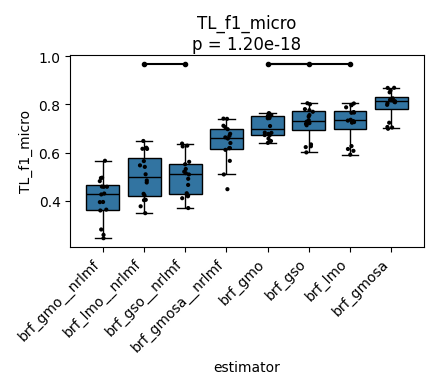 TL_f1_micro
p = 1.20e-18
1.0
0.8
0.6
0.4
TL_f1_micro
brf_gmo__nrlmf
brf_lmo__nrlmf
brf_gso__nrlmf
brf_gmosa__nrlmf
brf_gmo
brf_gso
brf_lmo
brf_gmosa
estimator